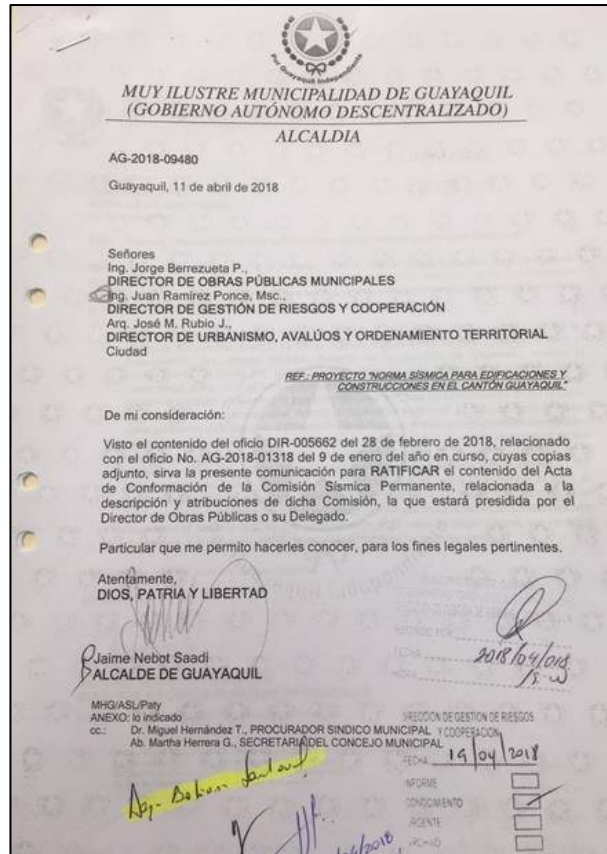 Por Guayaquil Independiente
MUY ILUSTRE MUNICIPALIDAD DE GUAYAQUIL
(GOBIERNO AUTÓNOMO DESCENTRALIZADO)
ALCALDIA
AG-2018-09480
Guayaquil, 11 de abril de 2018
Señores
Ing. Jorge Berrezueta P.,
DIRECTOR DE OBRAS PÚBLICAS MUNICIPALES
Ing. Juan Ramírez Ponce, Msc.,
DIRECTOR DE GESTIÓN DE RIESGOS Y COOPERACIÓN
Arq. José M. Rubio J.,
DIRECTOR DE URBANISMO, AVALÚOS Y ORDENAMIENTO TERRITORIAL
Ciudad
REF.: PROYECTO "NORMA SÍSMICA PARA EDIFICACIONES Y
CONSTRUCCIONES EN EL CANTÓN GUAYAQUIL"
De mi consideración:
Visto el contenido del oficio DIR-005662 del 28 de febrero de 2018, relacionado
con el oficio No. AG-2018-01318 del 9 de enero del año en curso, cuyas copias
adjunto, sirva la presente comunicación para RATIFICAR el contenido del Acta
de Conformación de la Comisión Sísmica Permanente, relacionada a la
descripción y atribuciones de dicha Comisión, la que estará presidida por el
Director de Obras Públicas o su Delegado.
Particular que me permito hacerles conocer, para los fines legales pertinentes.
Atentamente,
DIOS, PATRIA Y LIBERTAD
2018/04/018
Jaime Nebot Saadi
ALCALDE DE GUAYAQUIL
MHG/ASL/Paty
ANEXO: lo indicado
cc.: Dr. Miguel Hernández T., PROCURADOR SINDICO MUNICIPAL
Ab. Martha Herrera G., SECRETARIA DEL CONCEJO MUNICIPAL
DIRECCION DE GESTION DE RIESGOS
Y COOPERACION
FECHA 19/04/2018
INFORME
CONOCIMIENTO
URGENTE